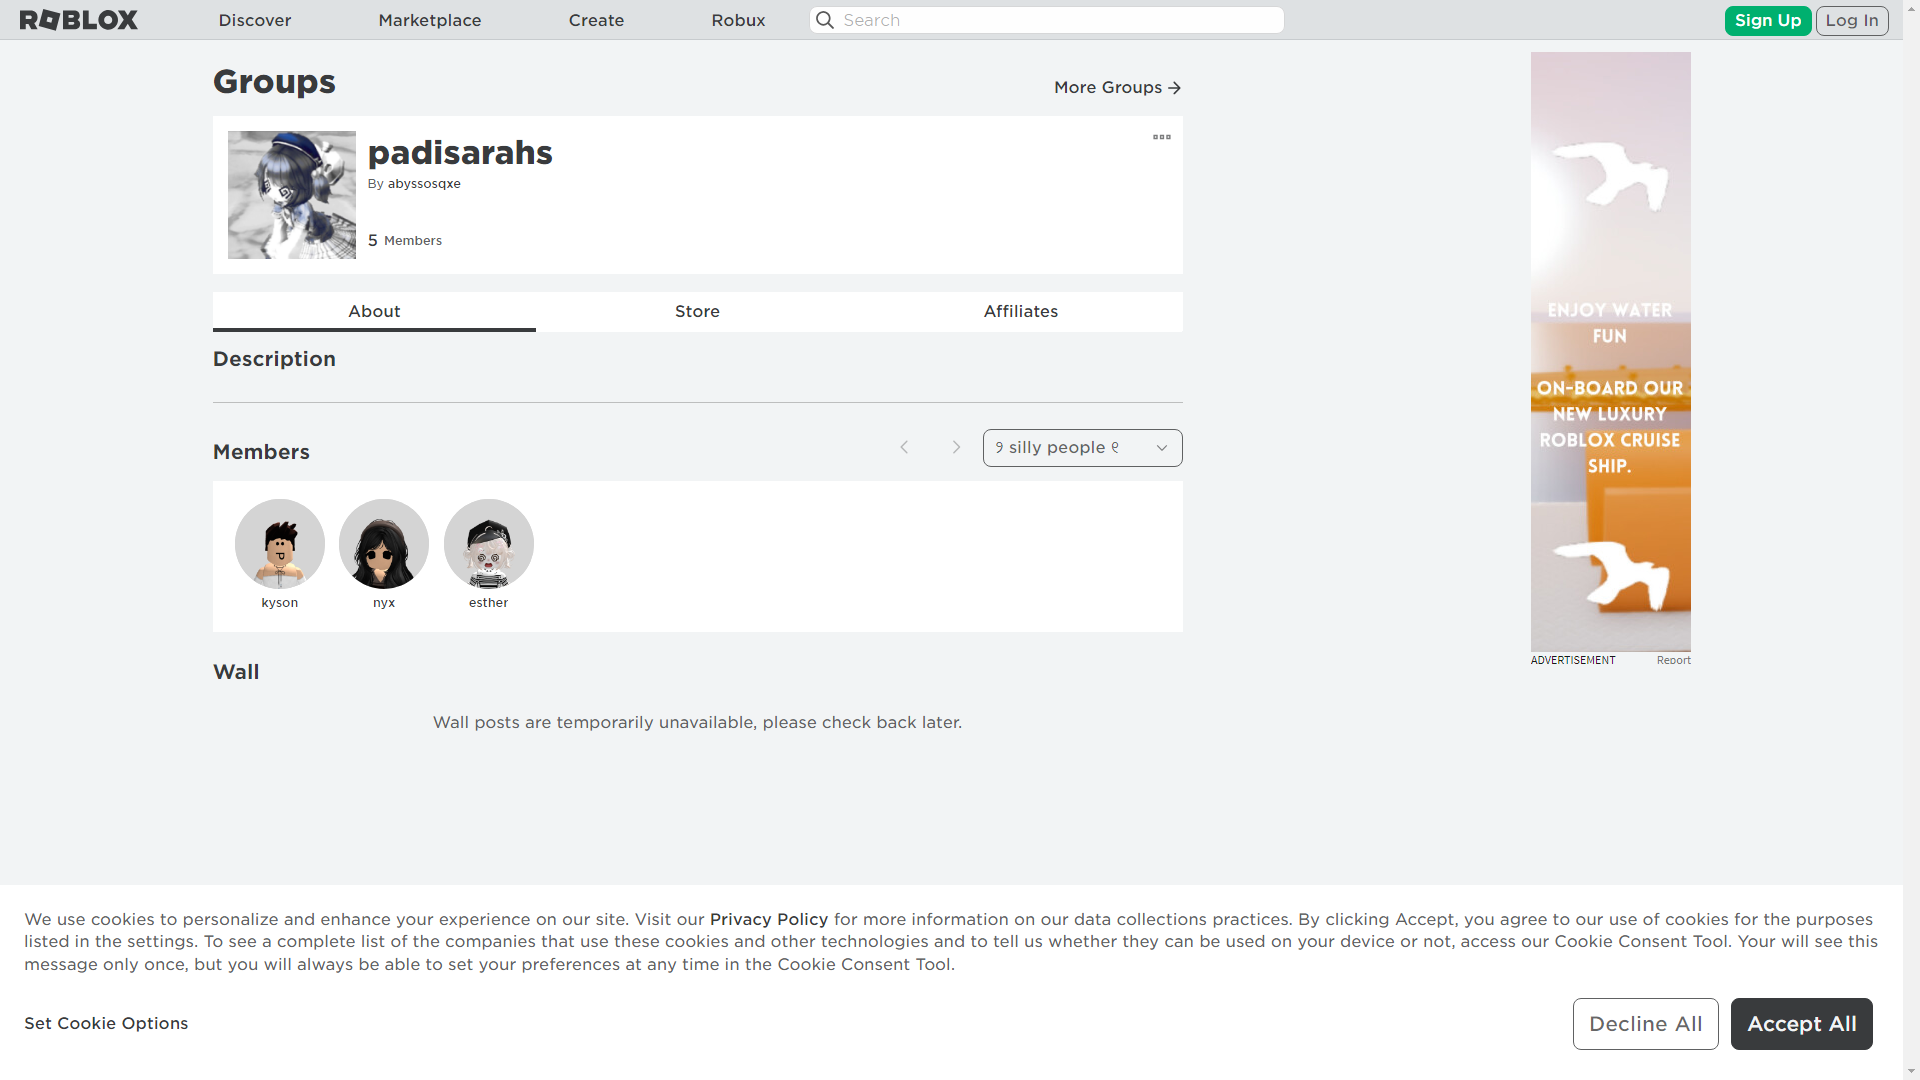 ROBLOX
Discover
Marketplace
Create
Robux
Search
Sign Up
Log In
Groups
More Groups
padisarahs
By abyssosqxe
5 Members
About
Store
Affiliates
Description
Members
୨ silly people ୧
kyson
nyx
esther
Wall
Wall posts are temporarily unavailable, please check back later.
ENJOY WATER
FUN
ON-BOARD OUR
NEW LUXURY
ROBLOX CRUISE
SHIP.
ADVERTISEMENT
Report
We use cookies to personalize and enhance your experience on our site. Visit our Privacy Policy for more information on our data collections practices. By clicking Accept, you agree to our use of cookies for the purposes
listed in the settings. To see a complete list of the companies that use these cookies and other technologies and to tell us whether they can be used on your device or not, access our Cookie Consent Tool. Your will see this
message only once, but you will always be able to set your preferences at any time in the Cookie Consent Tool.
Set Cookie Options
Decline All
Accept All